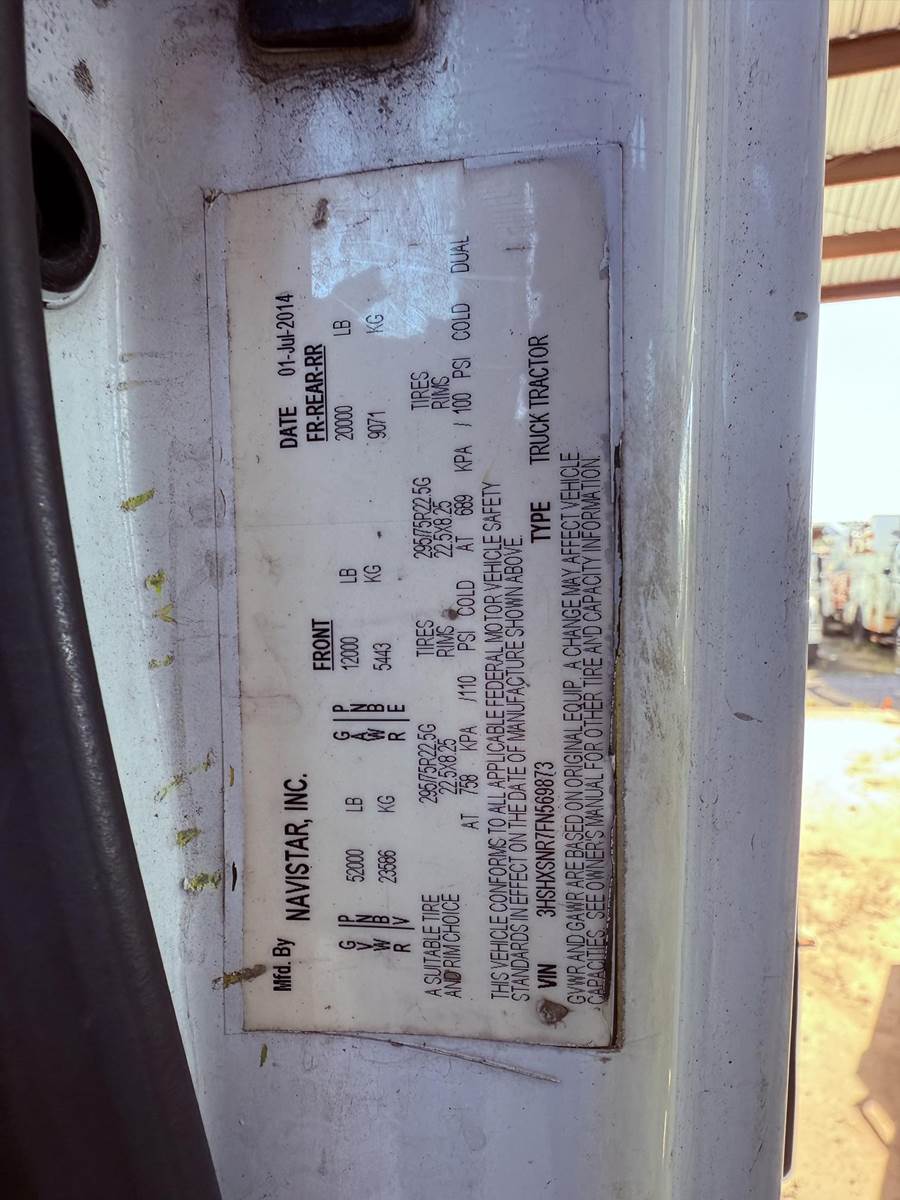 Mfd. By NAVISTAR, INC. DATE 01-Jul-2014
G P FRONT FR-REAR-RR
V N 52000 LB G P 12000 LB 20000 LB
W B 23586 KG A N 5443 KG 9071 KG
R V W B
R E
A SUITABLE TIRE 295/75R22.5G TIRES 295/75R22.5G TIRES
AND RIM CHOICE 22.5X8.25 RIMS 22.5X8.25 RIMS
AT 758 KPA /110 PSI COLD AT 689 KPA / 100 PSI COLD DUAL
THIS VEHICLE CONFORMS TO ALL APPLICABLE FEDERAL MOTOR VEHICLE SAFETY
STANDARDS IN EFFECT ON THE DATE OF MANUFACTURE SHOWN ABOVE
VIN 3HSHXSNR7FN569873 TYPE TRUCK TRACTOR
GVWR AND GAWR ARE BASED ON ORIGINAL EQUIP. A CHANGE MAY AFFECT VEHICLE
CAPACITIES. SEE OWNER'S MANUAL FOR OTHER TIRE AND CAPACITY INFORMATION.